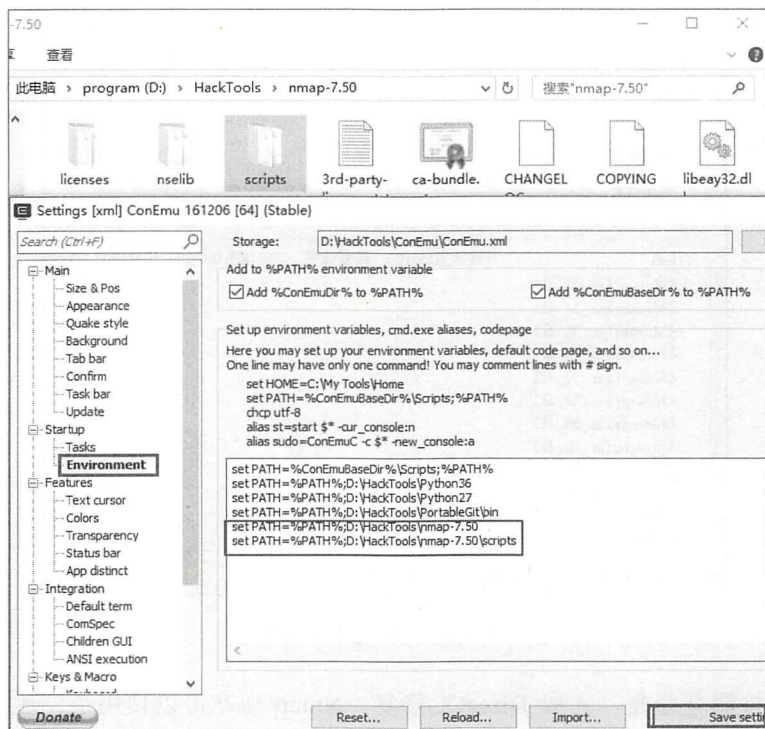 -7.50
查看
此电脑 › program (D:) › HackTools › nmap-7.50
搜索"nmap-7.50"
licenses
nselib
scripts
3rd-party-
ca-bundle.
CHANGEL
COPYING
libeay32.dl
Settings [xml] ConEmu 161206 [64] (Stable)
Search (Ctrl+F)
Storage:
D:\HackTools\ConEmu\ConEmu.xml
Main
Size & Pos
Appearance
Quake style
Background
Tab bar
Confirm
Task bar
Update
Startup
Tasks
Environment
Features
Text cursor
Colors
Transparency
Status bar
App distinct
Integration
Default term
ComSpec
Children GUI
ANSI execution
Keys & Macro
Add to %PATH% environment variable
Add %ConEmuDir% to %PATH%
Add %ConEmuBaseDir% to %PATH%
Set up environment variables, cmd.exe aliases, codepage
Here you may set up your environment variables, default code page, and so on...
One line may have only one command! You may comment lines with # sign.
set HOME=C:\My Tools\Home
set PATH=%ConEmuBaseDir%\Scripts;%PATH%
chcp utf-8
alias st=start $* -cur_console:n
alias sudo=ConEmuC -c $* -new_console:a
set PATH=%ConEmuBaseDir%\Scripts;%PATH%
set PATH=%PATH%;D:\HackTools\Python36
set PATH=%PATH%;D:\HackTools\Python27
set PATH=%PATH%;D:\HackTools\PortableGit\bin
set PATH=%PATH%;D:\HackTools\nmap-7.50
set PATH=%PATH%;D:\HackTools\nmap-7.50\scripts
Donate
Reset...
Reload...
Import...
Save setti